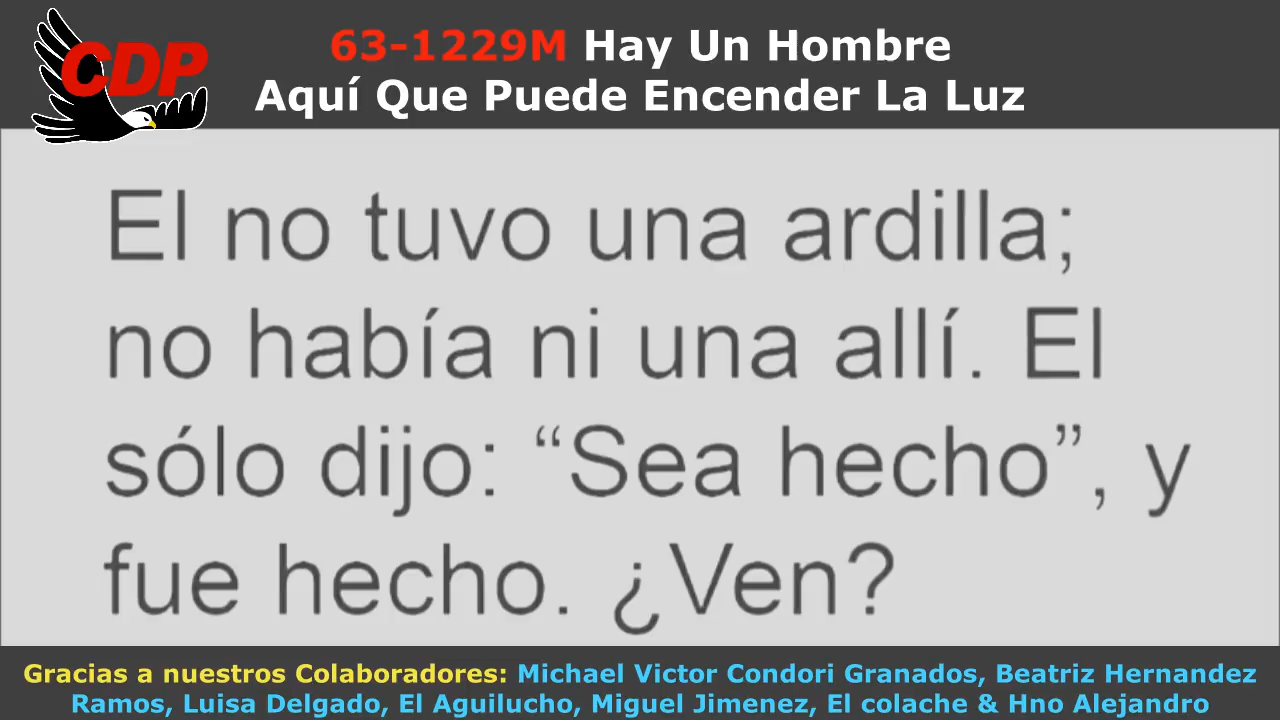 CDP
63-1229M Hay Un Hombre
Aquí Que Puede Encender La Luz
El no tuvo una ardilla;
no había ni una allí. El
sólo dijo: “Sea hecho”, y
fue hecho. ¿Ven?
Gracias a nuestros Colaboradores: Michael Victor Condori Granados, Beatriz Hernandez
Ramos, Luisa Delgado, El Aguilucho, Miguel Jimenez, El colache & Hno Alejandro